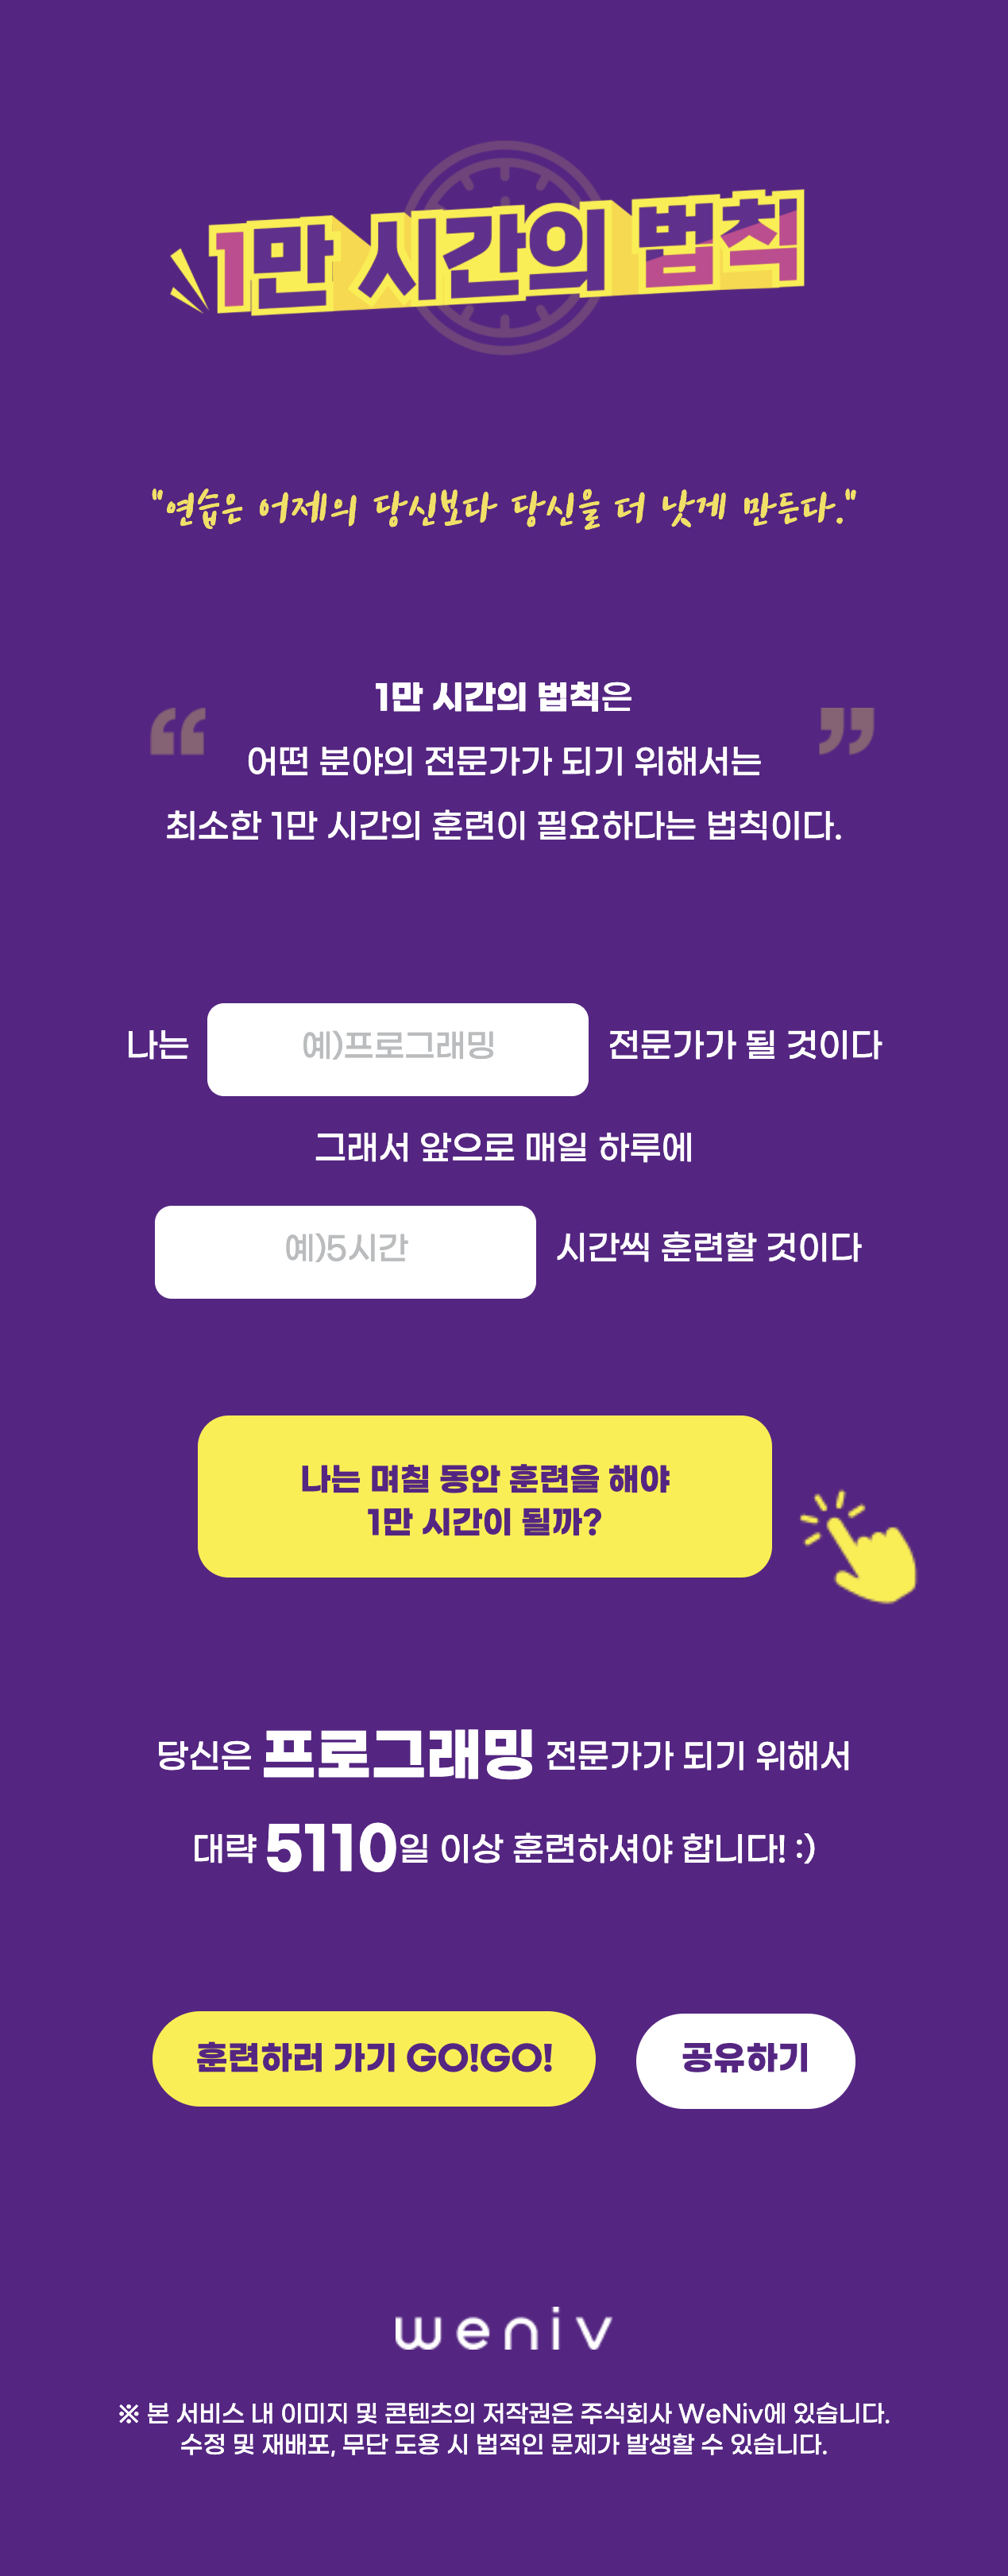 1만 시간의 법칙
"연습은 어제의 당신보다 당신을 더 낫게 만든다."
1만 시간의 법칙은
“ 어떤 분야의 전문가가 되기 위해서는 ”
최소한 1만 시간의 훈련이 필요하다는 법칙이다.
나는 예)프로그래밍 전문가가 될 것이다
그래서 앞으로 매일 하루에
예)5시간 시간씩 훈련할 것이다
나는 며칠 동안 훈련을 해야
1만 시간이 될까?
당신은 프로그래밍 전문가가 되기 위해서
대략 5110일 이상 훈련하셔야 합니다! :)
훈련하러 가기 GO!GO! 공유하기
weniv
※ 본 서비스 내 이미지 및 콘텐츠의 저작권은 주식회사 WeNiv에 있습니다.
수정 및 재배포, 무단 도용 시 법적인 문제가 발생할 수 있습니다.